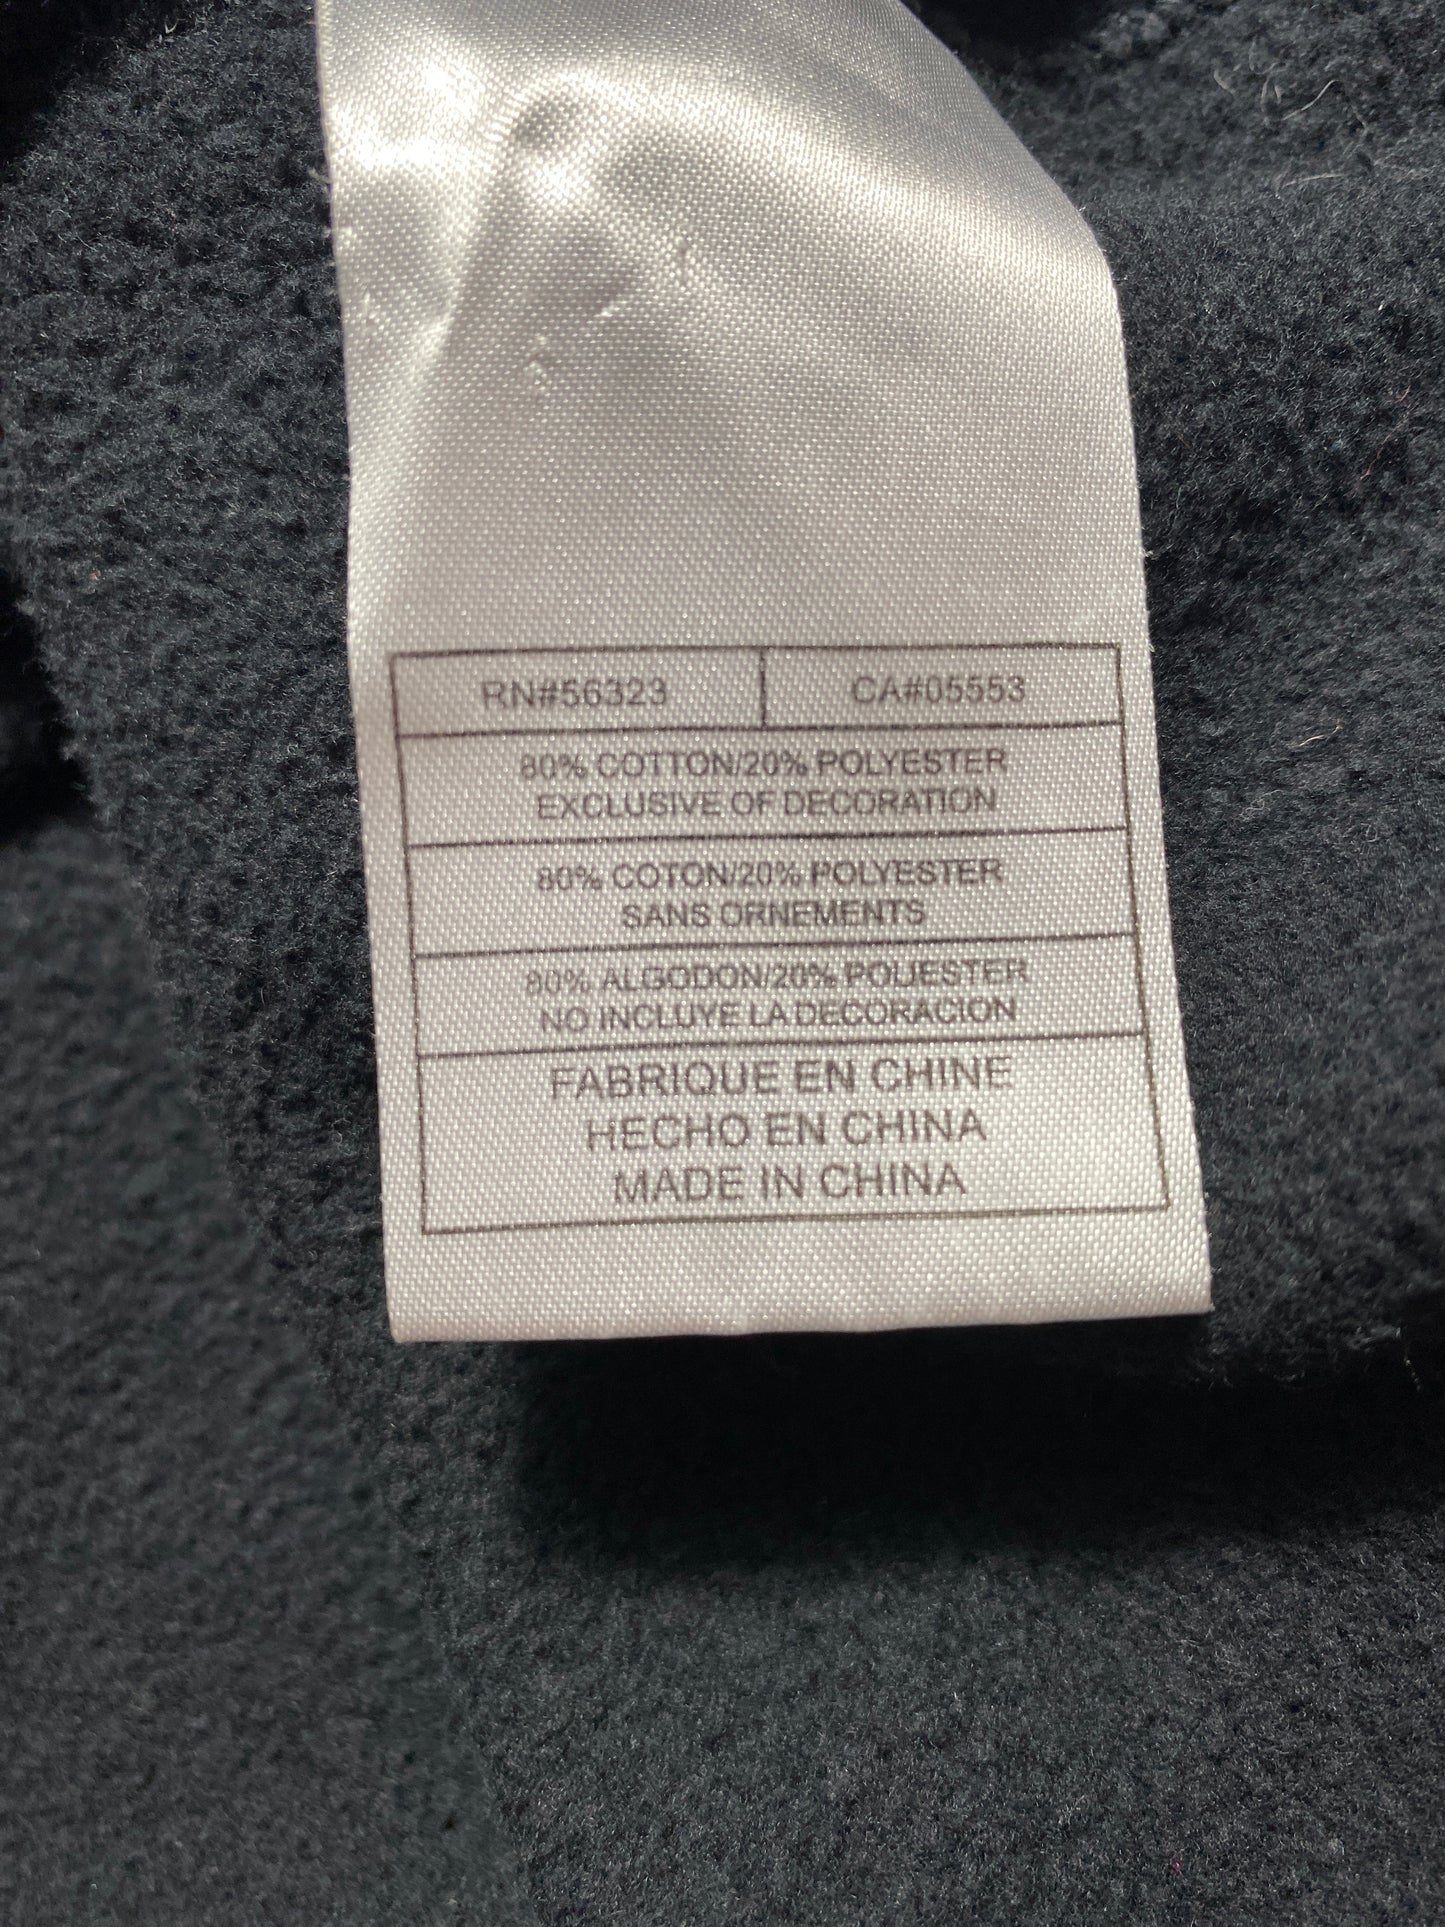 RN#56323 CA#05553
80% COTTON/20% POLYESTER
EXCLUSIVE OF DECORATION
80% COTON/20% POLYESTER
SANS ORNEMENTS
80% ALGODON/20% POLIESTER
NO INCLUYE LA DECORACION
FABRIQUE EN CHINE
HECHO EN CHINA
MADE IN CHINA